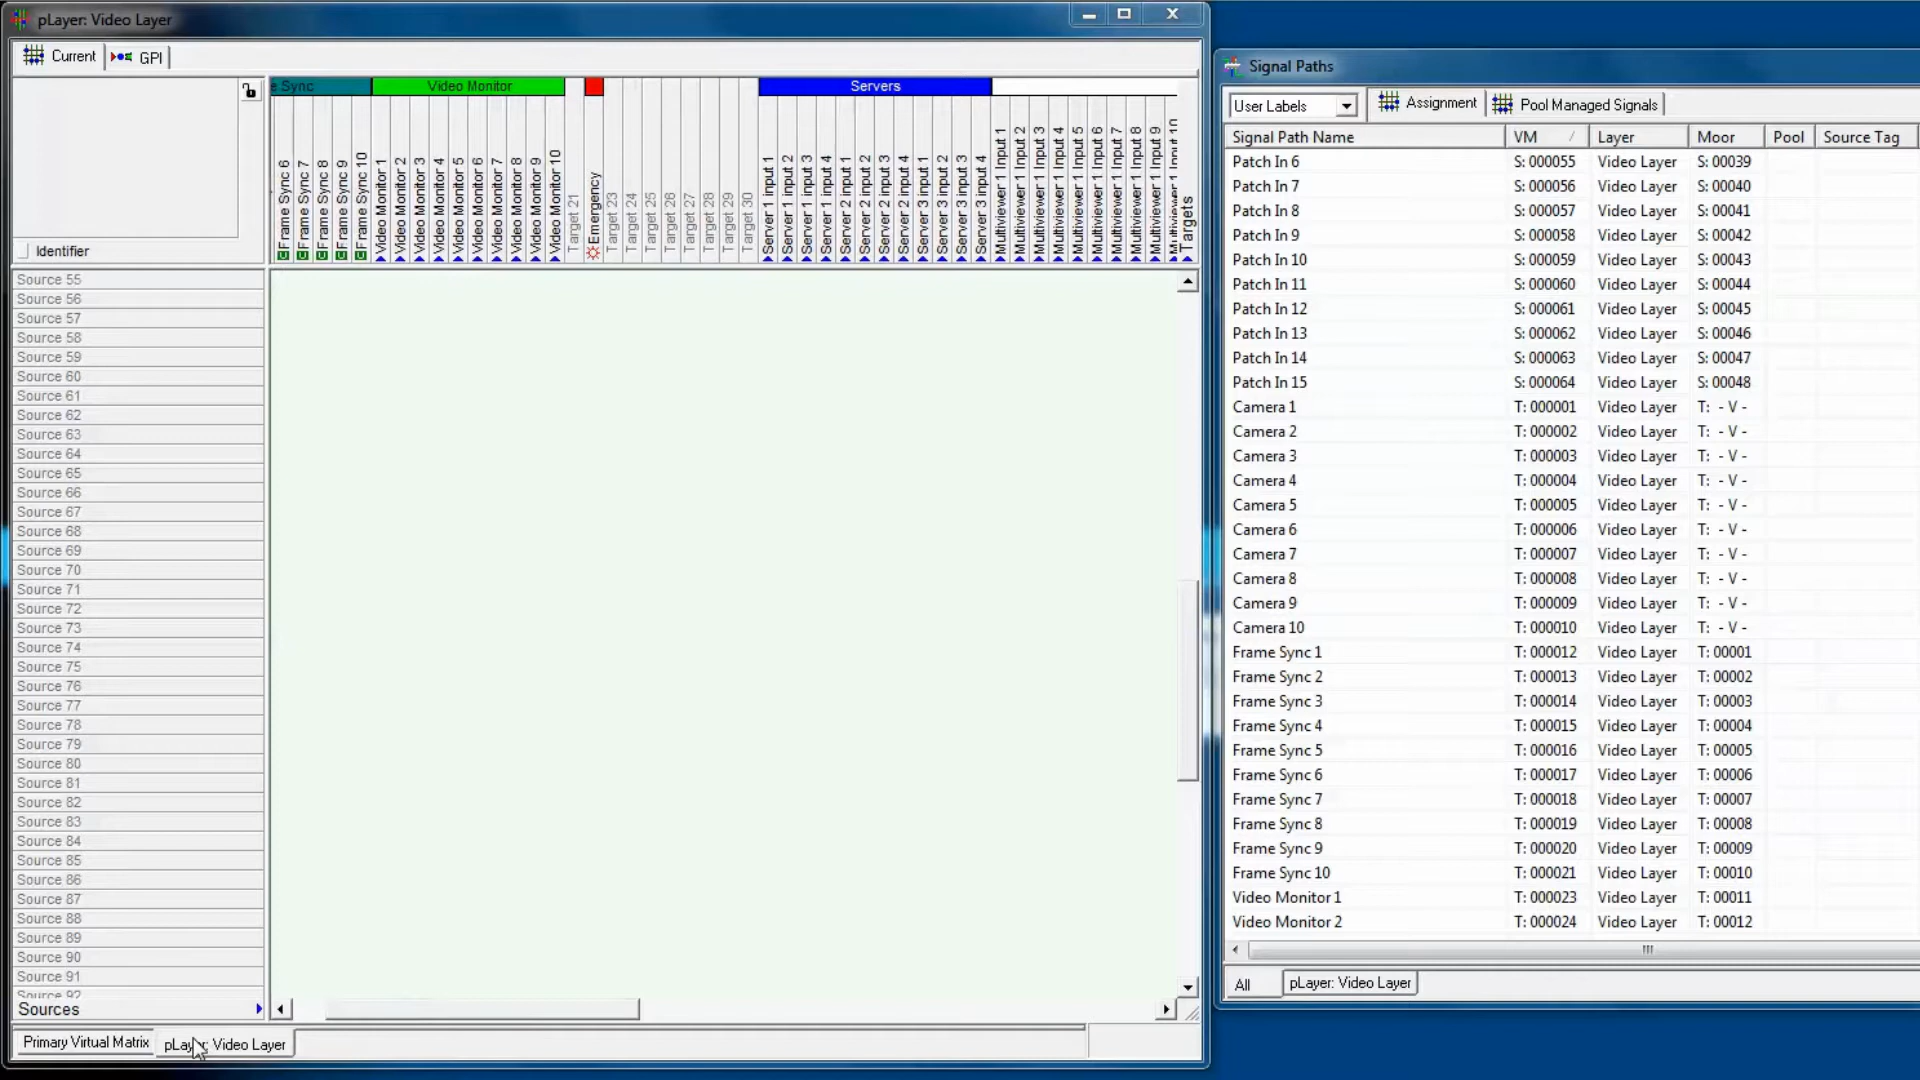 pLayer: Video Layer
Current
GPI
e Sync
Video Monitor
Servers
Frame Sync 6
Frame Sync 7
Frame Sync 8
Frame Sync 9
Frame Sync 10
Video Monitor 1
Video Monitor 2
Video Monitor 3
Video Monitor 4
Video Monitor 5
Video Monitor 6
Video Monitor 7
Video Monitor 8
Video Monitor 9
Video Monitor 10
Target 21
Emergency
Target 23
Target 24
Target 25
Target 26
Target 27
Target 28
Target 29
Target 30
Server 1 input 1
Server 1 input 2
Server 1 input 3
Server 1 input 4
Server 2 input 1
Server 2 input 2
Server 2 input 3
Server 2 input 4
Server 3 input 1
Server 3 input 2
Server 3 input 3
Server 3 input 4
Multiviewer 1 Input 1
Multiviewer 1 Input 2
Multiviewer 1 Input 3
Multiviewer 1 Input 4
Multiviewer 1 Input 5
Multiviewer 1 Input 6
Multiviewer 1 Input 7
Multiviewer 1 Input 8
Multiviewer 1 Input 9
Multiviewer 1 Input 10
Targets
Identifier
Source 55
Source 56
Source 57
Source 58
Source 59
Source 60
Source 61
Source 62
Source 63
Source 64
Source 65
Source 66
Source 67
Source 68
Source 69
Source 70
Source 71
Source 72
Source 73
Source 74
Source 75
Source 76
Source 77
Source 78
Source 79
Source 80
Source 81
Source 82
Source 83
Source 84
Source 85
Source 86
Source 87
Source 88
Source 89
Source 90
Source 91
Source 92
Sources
Primary Virtual Matrix
pLayer: Video Layer
Signal Paths
User Labels
Assignment
Pool Managed Signals
Signal Path Name VM Layer Moor Pool Source Tag
Patch In 6 S: 000055 Video Layer S: 00039
Patch In 7 S: 000056 Video Layer S: 00040
Patch In 8 S: 000057 Video Layer S: 00041
Patch In 9 S: 000058 Video Layer S: 00042
Patch In 10 S: 000059 Video Layer S: 00043
Patch In 11 S: 000060 Video Layer S: 00044
Patch In 12 S: 000061 Video Layer S: 00045
Patch In 13 S: 000062 Video Layer S: 00046
Patch In 14 S: 000063 Video Layer S: 00047
Patch In 15 S: 000064 Video Layer S: 00048
Camera 1 T: 000001 Video Layer T: - V -
Camera 2 T: 000002 Video Layer T: - V -
Camera 3 T: 000003 Video Layer T: - V -
Camera 4 T: 000004 Video Layer T: - V -
Camera 5 T: 000005 Video Layer T: - V -
Camera 6 T: 000006 Video Layer T: - V -
Camera 7 T: 000007 Video Layer T: - V -
Camera 8 T: 000008 Video Layer T: - V -
Camera 9 T: 000009 Video Layer T: - V -
Camera 10 T: 000010 Video Layer T: - V -
Frame Sync 1 T: 000012 Video Layer T: 00001
Frame Sync 2 T: 000013 Video Layer T: 00002
Frame Sync 3 T: 000014 Video Layer T: 00003
Frame Sync 4 T: 000015 Video Layer T: 00004
Frame Sync 5 T: 000016 Video Layer T: 00005
Frame Sync 6 T: 000017 Video Layer T: 00006
Frame Sync 7 T: 000018 Video Layer T: 00007
Frame Sync 8 T: 000019 Video Layer T: 00008
Frame Sync 9 T: 000020 Video Layer T: 00009
Frame Sync 10 T: 000021 Video Layer T: 00010
Video Monitor 1 T: 000023 Video Layer T: 00011
Video Monitor 2 T: 000024 Video Layer T: 00012
All
pLayer: Video Layer